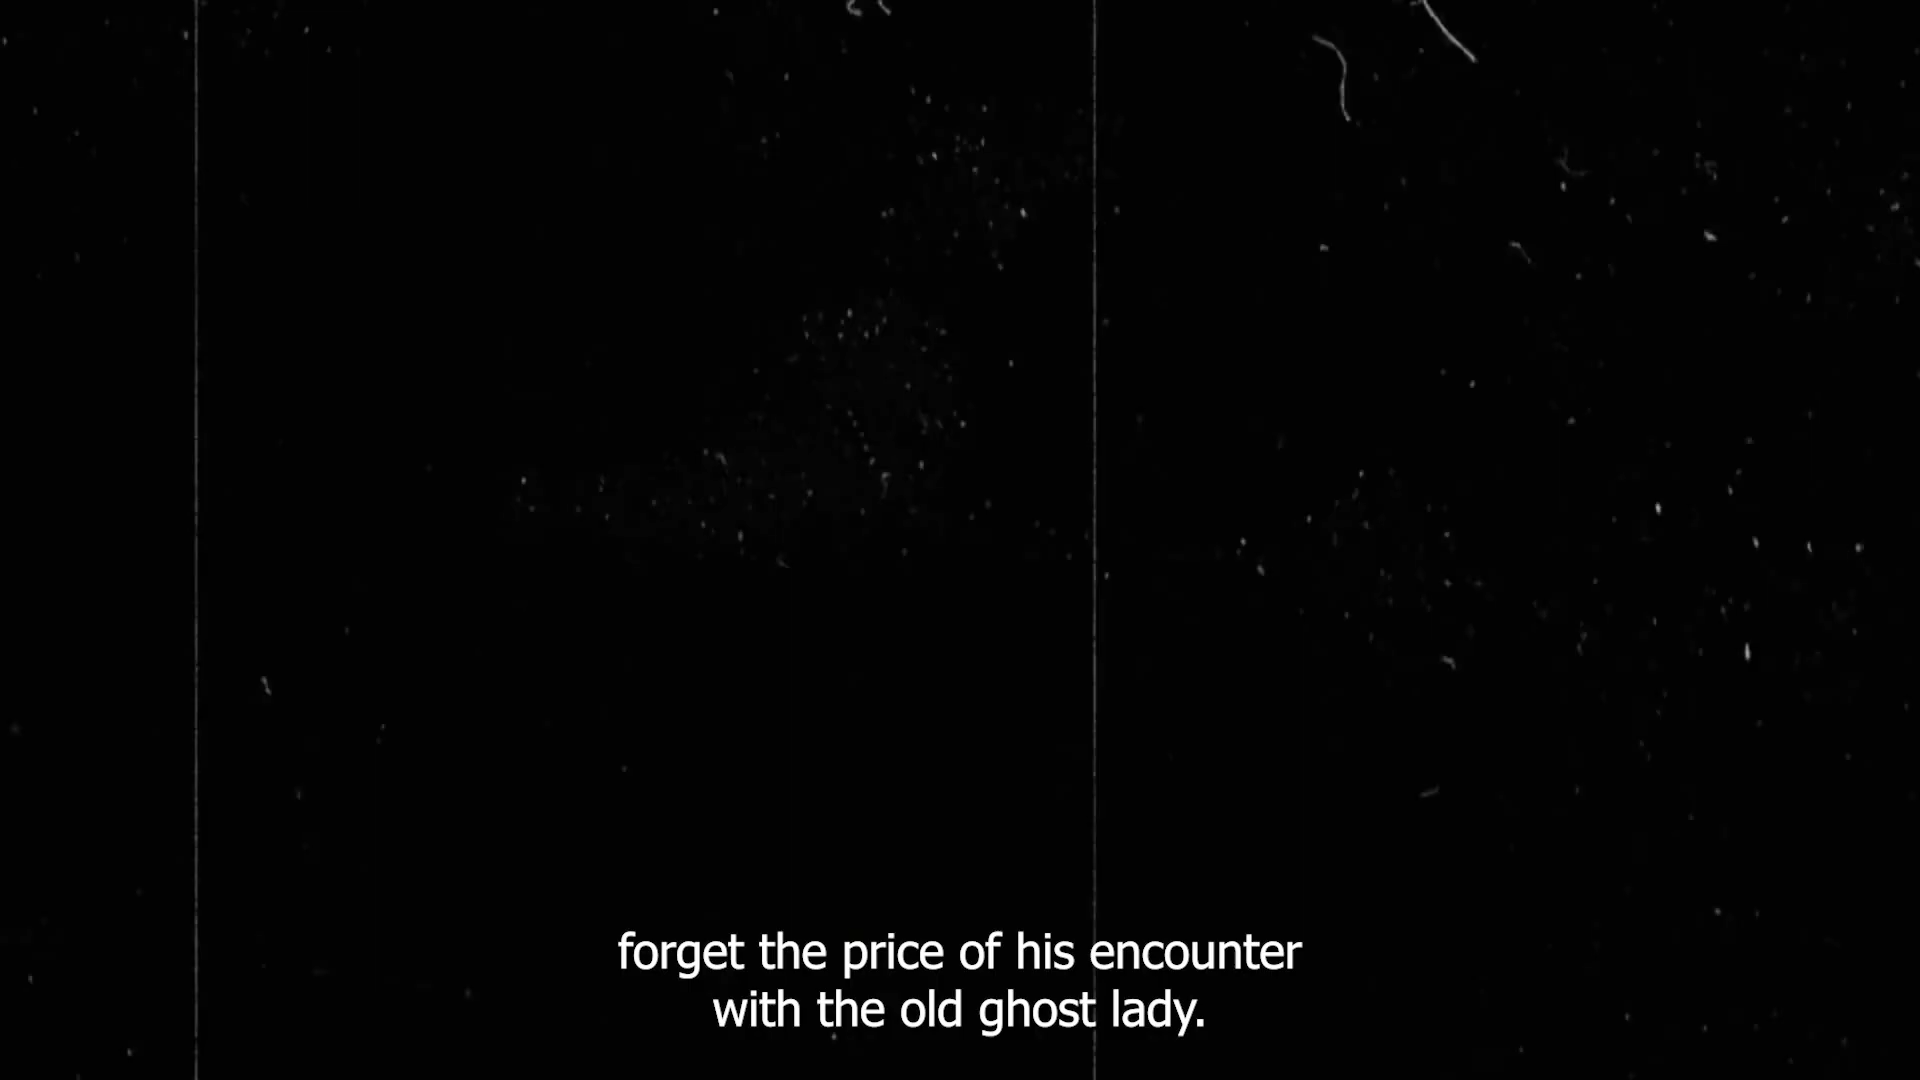 forget the price of his encounter
with the old ghost lady.